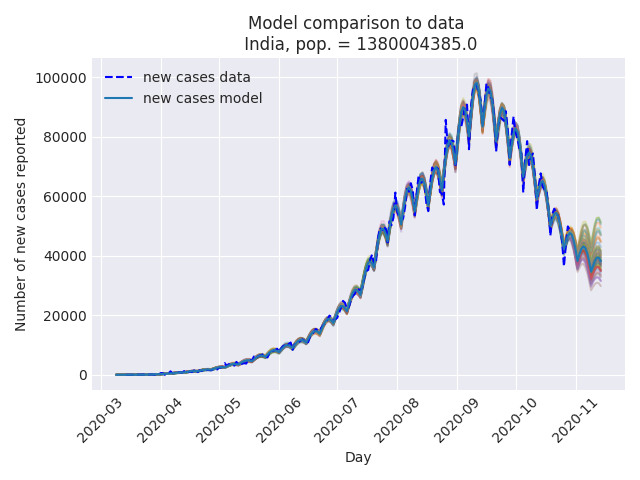 Model comparison to data
India, pop. = 1380004385.0
new cases data
new cases model
100000
80000
60000
40000
20000
0
Number of new cases reported
2020-03
2020-04
2020-05
2020-06
2020-07
2020-08
2020-09
2020-10
2020-11
Day